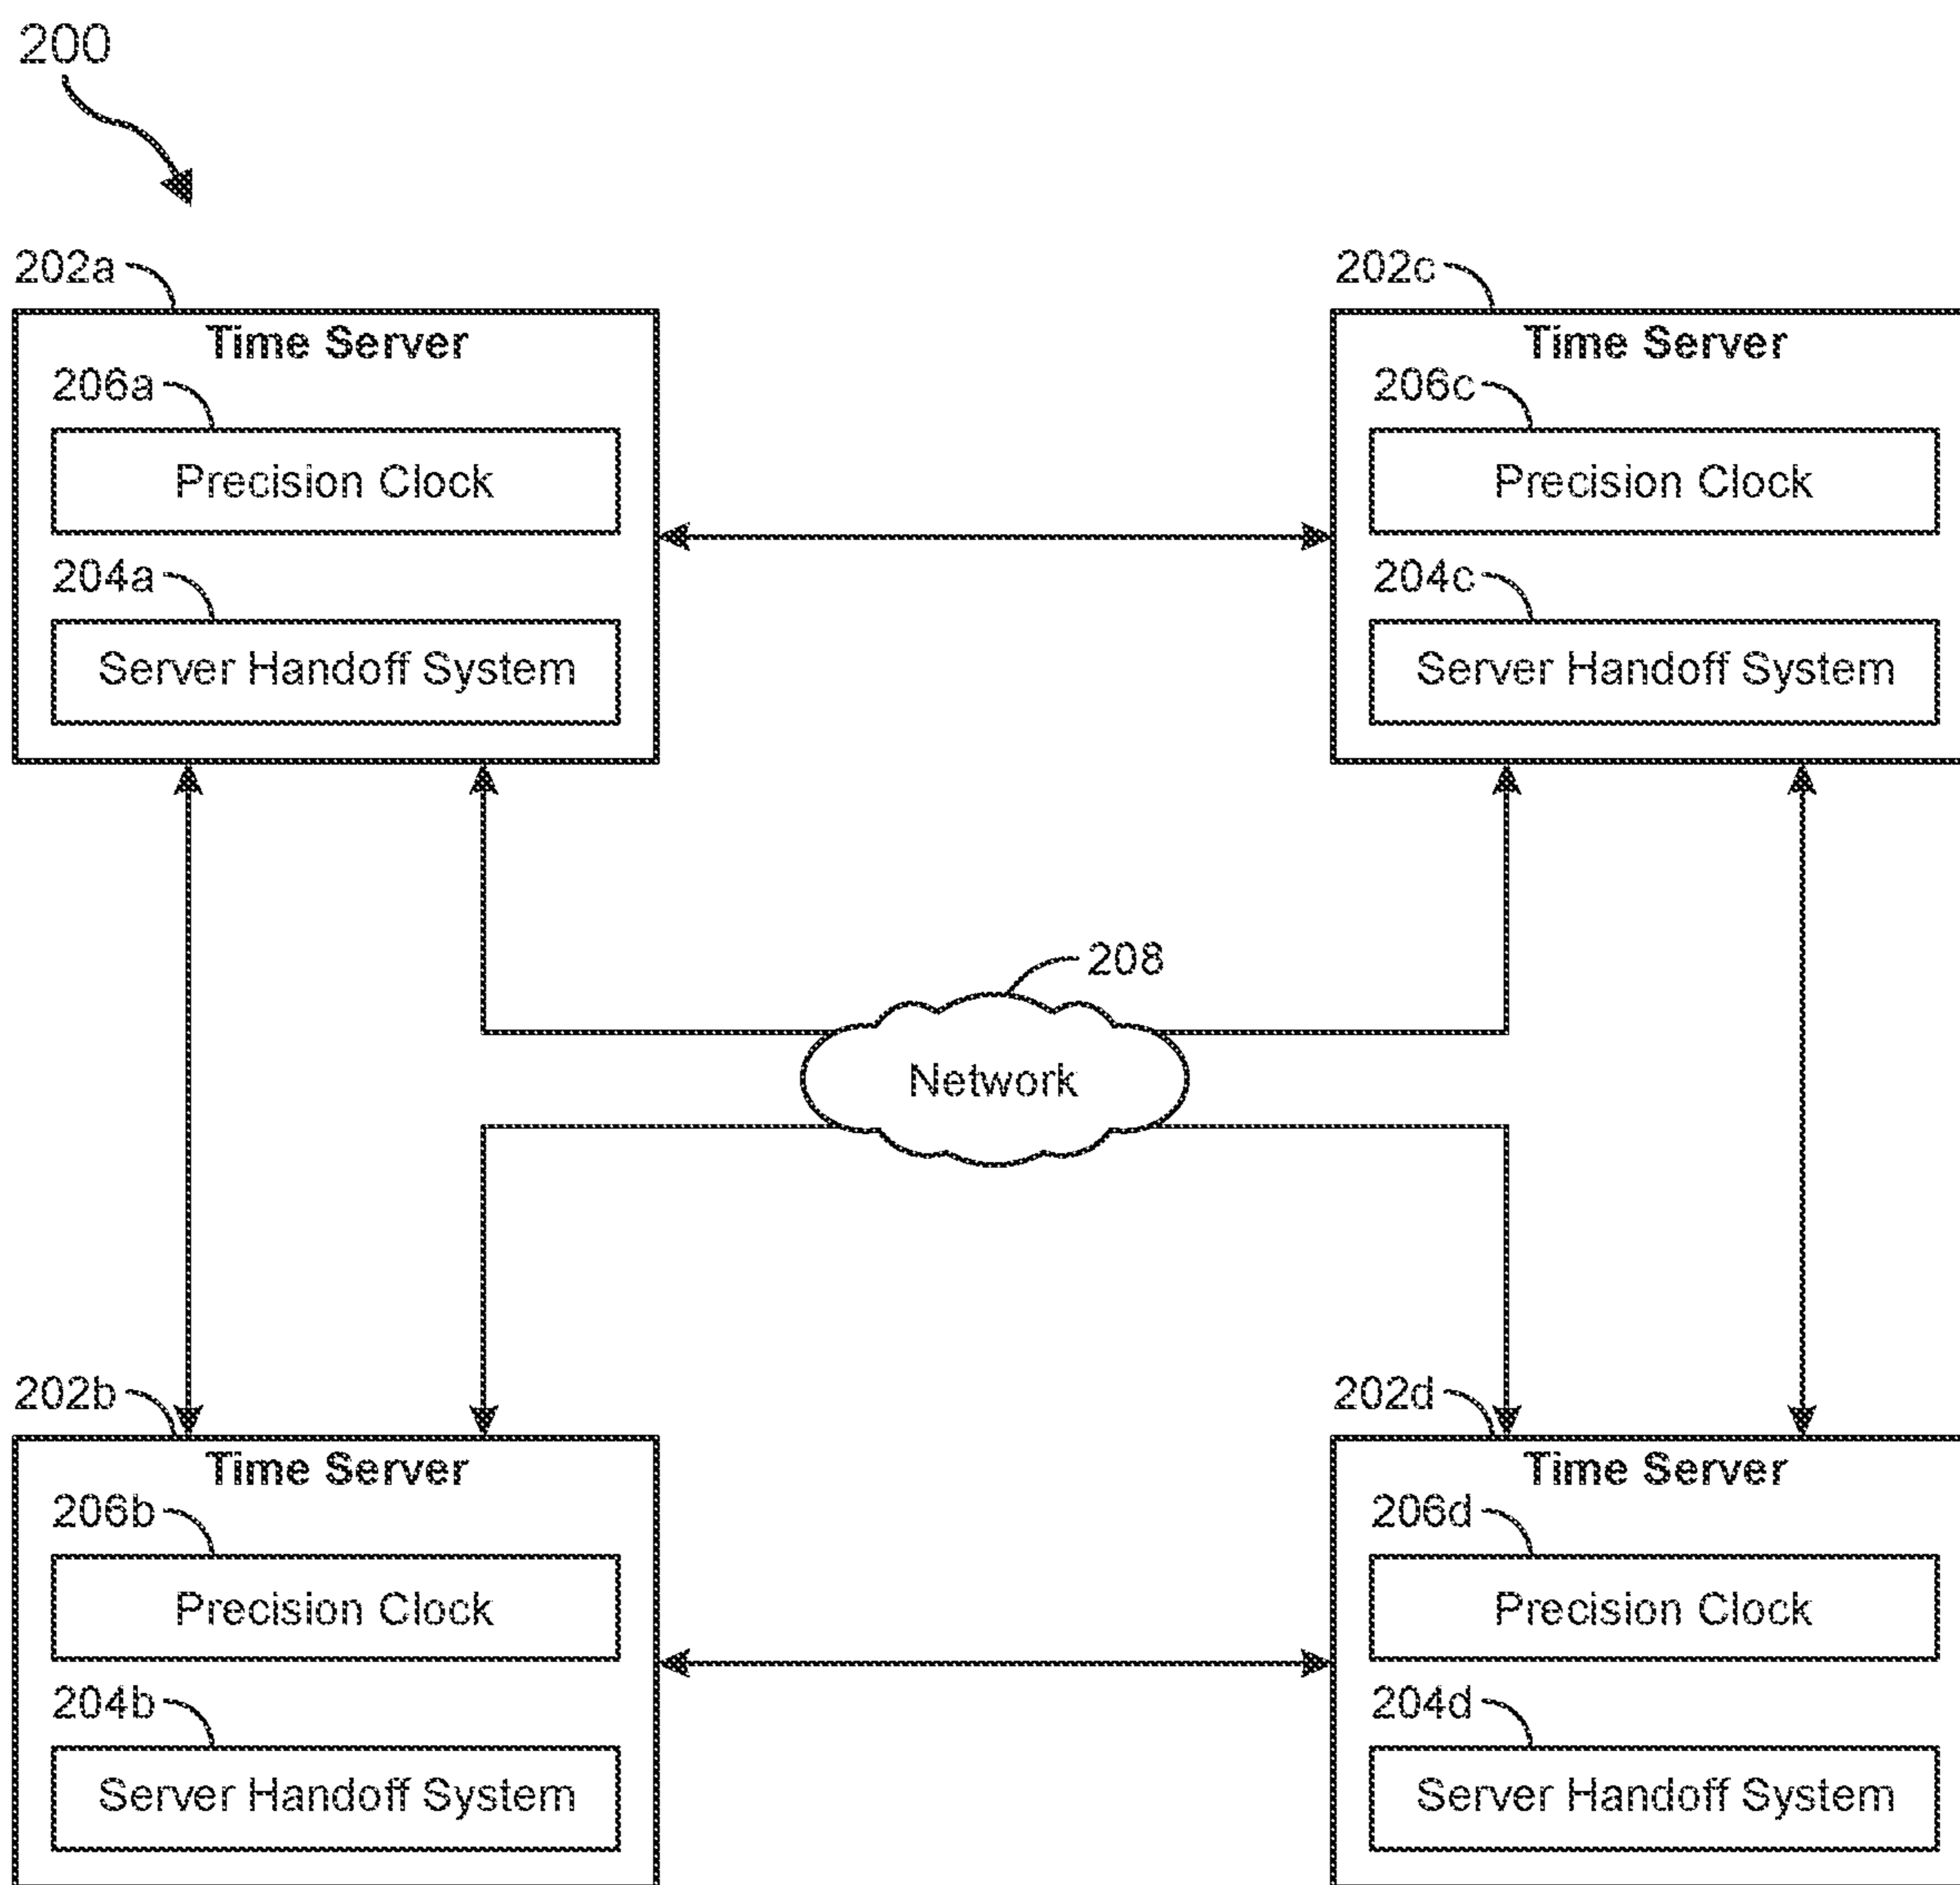 200
202a
Time Server
206a
Precision Clock
204a
Server Handoff System
202c
Time Server
206c
Precision Clock
204c
Server Handoff System
208
Network
202b
Time Server
206b
Precision Clock
204b
Server Handoff System
202d
Time Server
206d
Precision Clock
204d
Server Handoff System